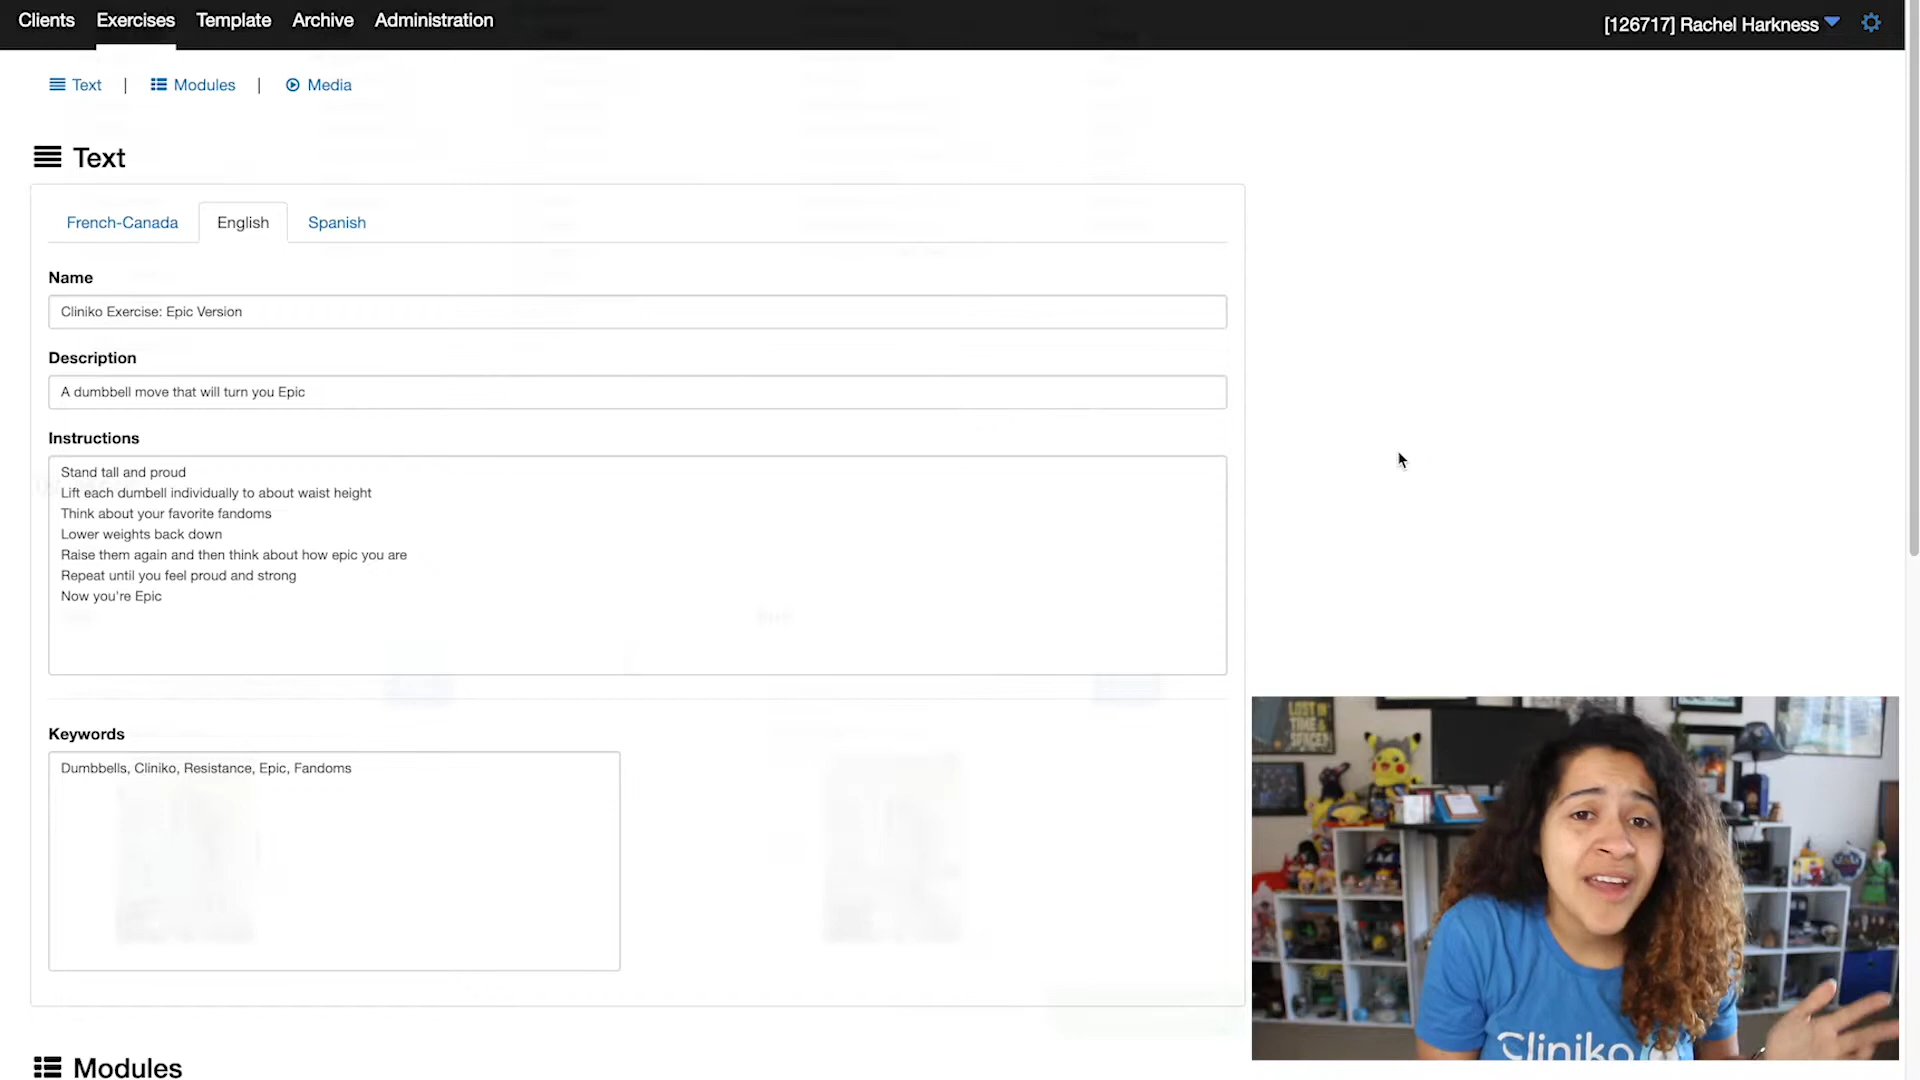 Clients Exercises Template Archive Administration
[126717] Rachel Harkness
Text | Modules | Media
Text
French-Canada English Spanish
Name
Cliniko Exercise: Epic Version
Description
A dumbbell move that will turn you Epic
Instructions
Stand tall and proud
Lift each dumbell individually to about waist height
Think about your favorite fandoms
Lower weights back down
Raise them again and then think about how epic you are
Repeat until you feel proud and strong
Now you're Epic
Keywords
Dumbbells, Cliniko, Resistance, Epic, Fandoms
LOST IN
TIME &
SPACE?
Cliniko
Modules